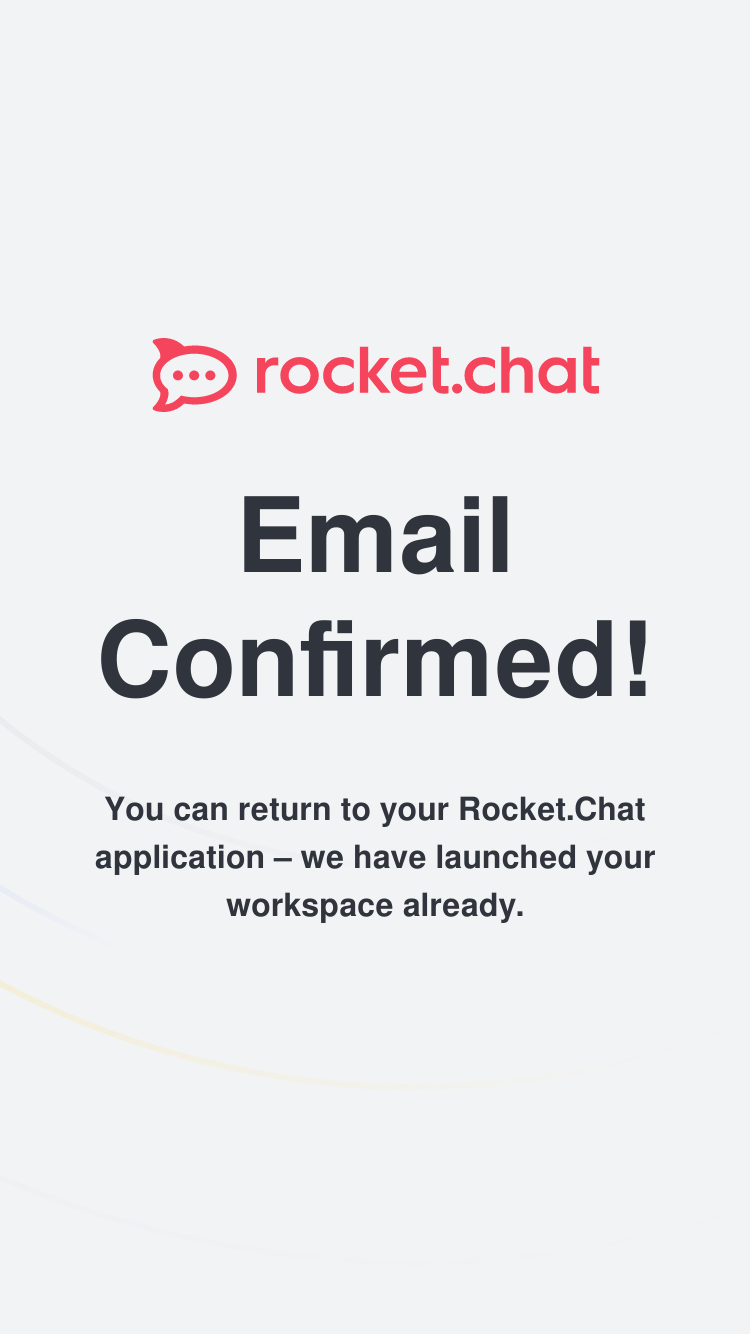 rocket.chat
Email
Confirmed!
You can return to your Rocket.Chat
application – we have launched your
workspace already.